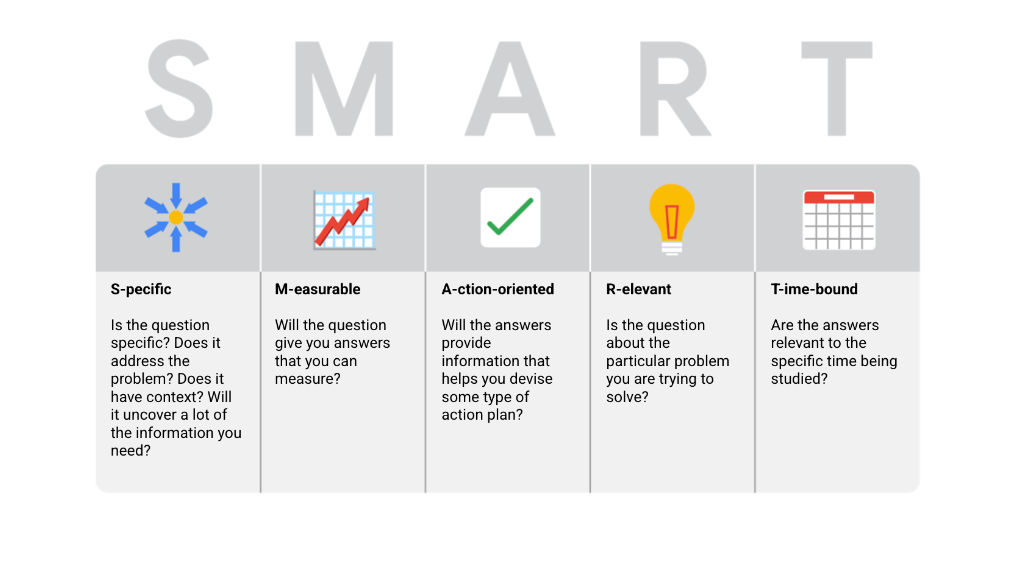 S M A R T
S-pecific
Is the question
specific? Does it
address the
problem? Does it
have context? Will
it uncover a lot of
the information you
need?
M-easurable
Will the question
give you answers
that you can
measure?
A-ction-oriented
Will the answers
provide
information that
helps you devise
some type of
action plan?
R-elevant
Is the question
about the
particular problem
you are trying to
solve?
T-ime-bound
Are the answers
relevant to the
specific time being
studied?